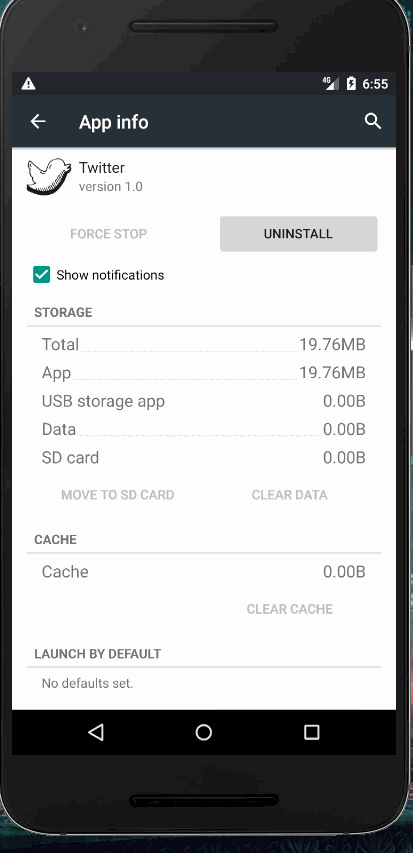 4G 6:55
App info
Twitter
version 1.0
FORCE STOP UNINSTALL
Show notifications
STORAGE
Total 19.76MB
App 19.76MB
USB storage app 0.00B
Data 0.00B
SD card 0.00B
MOVE TO SD CARD CLEAR DATA
CACHE
Cache 0.00B
CLEAR CACHE
LAUNCH BY DEFAULT
No defaults set.